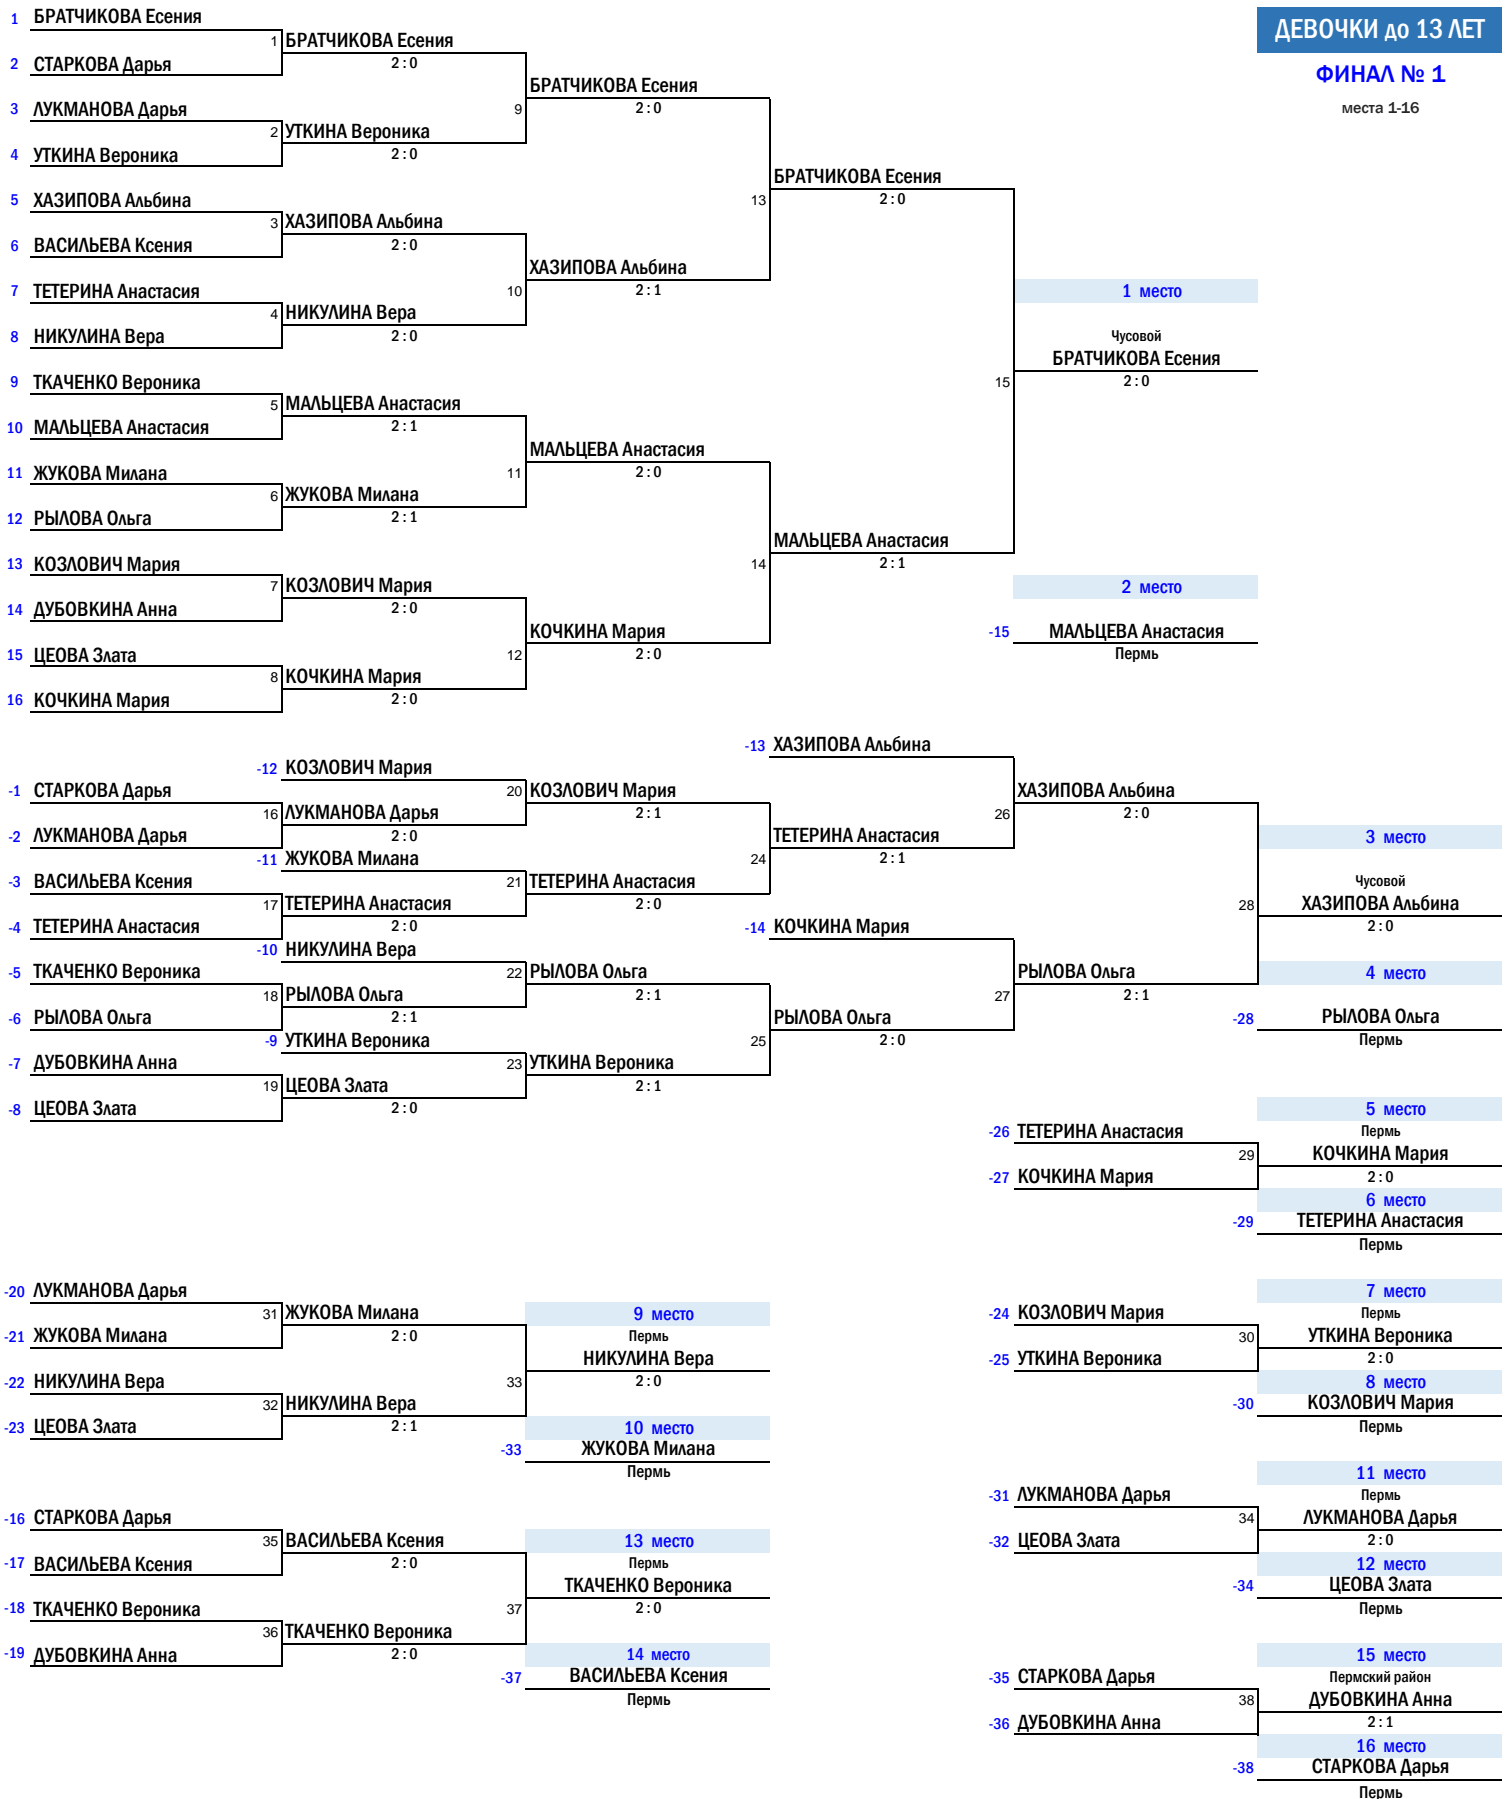 ДЕВОЧКИ до 13 ЛЕТ
ФИНАЛ № 1
места 1-16
1 БРАТЧИКОВА Есения
1 БРАТЧИКОВА Есения
2 СТАРКОВА Дарья
2 : 0
БРАТЧИКОВА Есения
3 ЛУКМАНОВА Дарья
9
2 : 0
2 УТКИНА Вероника
4 УТКИНА Вероника
2 : 0
БРАТЧИКОВА Есения
5 ХАЗИПОВА Альбина
13
2 : 0
3 ХАЗИПОВА Альбина
6 ВАСИЛЬЕВА Ксения
2 : 0
ХАЗИПОВА Альбина
7 ТЕТЕРИНА Анастасия
10
2 : 1
1 место
4 НИКУЛИНА Вера
8 НИКУЛИНА Вера
2 : 0
Чусовой
БРАТЧИКОВА Есения
9 ТКАЧЕНКО Вероника
15
2 : 0
5 МАЛЬЦЕВА Анастасия
10 МАЛЬЦЕВА Анастасия
2 : 1
МАЛЬЦЕВА Анастасия
11 ЖУКОВА Милана
11
2 : 0
6 ЖУКОВА Милана
12 РЫЛОВА Ольга
2 : 1
МАЛЬЦЕВА Анастасия
13 КОЗЛОВИЧ Мария
14
2 : 1
7 КОЗЛОВИЧ Мария
2 место
14 ДУБОВКИНА Анна
2 : 0
КОЧКИНА Мария
-15 МАЛЬЦЕВА Анастасия
15 ЦЕОВА Злата
12
2 : 0
Пермь
8 КОЧКИНА Мария
16 КОЧКИНА Мария
2 : 0
-13 ХАЗИПОВА Альбина
-12 КОЗЛОВИЧ Мария
-1 СТАРКОВА Дарья
20 КОЗЛОВИЧ Мария
ХАЗИПОВА Альбина
16 ЛУКМАНОВА Дарья
2 : 1
26
2 : 0
-2 ЛУКМАНОВА Дарья
2 : 0
ТЕТЕРИНА Анастасия
3 место
-11 ЖУКОВА Милана
24
2 : 1
-3 ВАСИЛЬЕВА Ксения
21 ТЕТЕРИНА Анастасия
Чусовой
17 ТЕТЕРИНА Анастасия
2 : 0
28
ХАЗИПОВА Альбина
-4 ТЕТЕРИНА Анастасия
2 : 0
-14 КОЧКИНА Мария
2 : 0
-10 НИКУЛИНА Вера
-5 ТКАЧЕНКО Вероника
22 РЫЛОВА Ольга
РЫЛОВА Ольга
4 место
18 РЫЛОВА Ольга
2 : 1
27
2 : 1
-6 РЫЛОВА Ольга
2 : 1
РЫЛОВА Ольга
-28 РЫЛОВА Ольга
-9 УТКИНА Вероника
25
2 : 0
Пермь
-7 ДУБОВКИНА Анна
23 УТКИНА Вероника
19 ЦЕОВА Злата
2 : 1
-8 ЦЕОВА Злата
2 : 0
5 место
-26 ТЕТЕРИНА Анастасия
Пермь
29
КОЧКИНА Мария
-27 КОЧКИНА Мария
2 : 0
6 место
-29 ТЕТЕРИНА Анастасия
Пермь
-20 ЛУКМАНОВА Дарья
7 место
31 ЖУКОВА Милана
9 место
-24 КОЗЛОВИЧ Мария
Пермь
-21 ЖУКОВА Милана
2 : 0
Пермь
30
УТКИНА Вероника
НИКУЛИНА Вера
-25 УТКИНА Вероника
2 : 0
-22 НИКУЛИНА Вера
33
2 : 0
8 место
32 НИКУЛИНА Вера
-30 КОЗЛОВИЧ Мария
-23 ЦЕОВА Злата
2 : 1
10 место
Пермь
-33 ЖУКОВА Милана
Пермь
11 место
-31 ЛУКМАНОВА Дарья
Пермь
-16 СТАРКОВА Дарья
34
ЛУКМАНОВА Дарья
35 ВАСИЛЬЕВА Ксения
13 место
-32 ЦЕОВА Злата
2 : 0
-17 ВАСИЛЬЕВА Ксения
2 : 0
Пермь
12 место
ТКАЧЕНКО Вероника
-34 ЦЕОВА Злата
-18 ТКАЧЕНКО Вероника
37
2 : 0
Пермь
36 ТКАЧЕНКО Вероника
-19 ДУБОВКИНА Анна
2 : 0
14 место
15 место
-37 ВАСИЛЬЕВА Ксения
-35 СТАРКОВА Дарья
Пермский район
Пермь
38
ДУБОВКИНА Анна
-36 ДУБОВКИНА Анна
2 : 1
16 место
-38 СТАРКОВА Дарья
Пермь